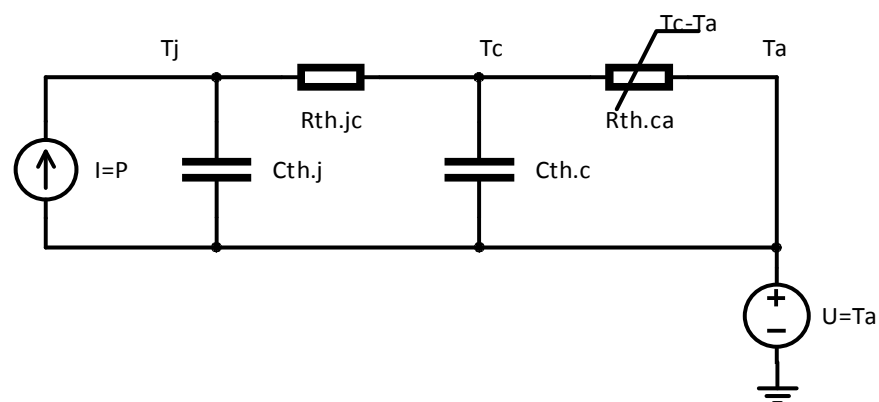 Tc-Ta
Tj
Tc
Ta
Rth.jc
Rth.ca
I=P
Cth.j
Cth.c
+
−
U=Ta